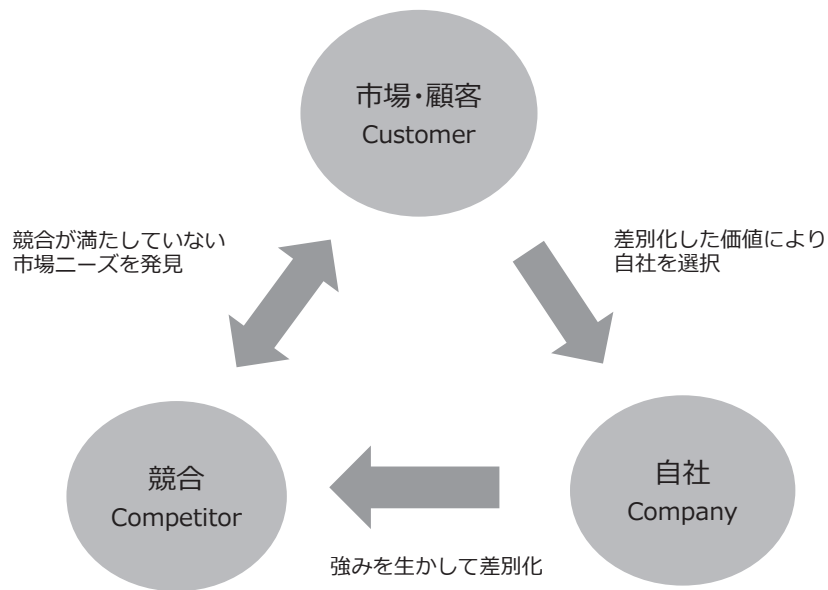 市場・顧客
Customer
競合が満たしていない
市場ニーズを発見
差別化した価値により
自社を選択
競合
Competitor
自社
Company
強みを生かして差別化